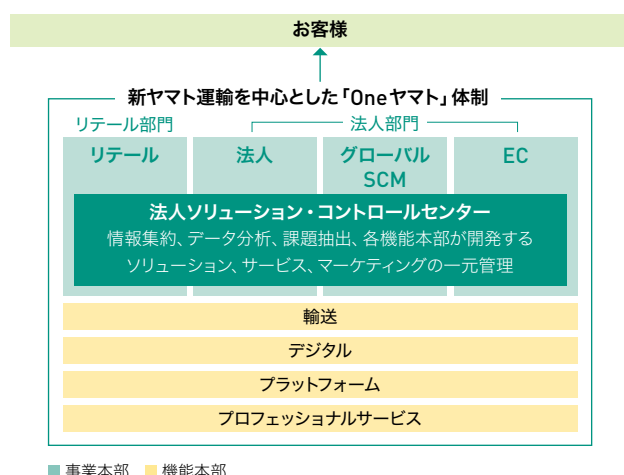 お客様
新ヤマト運輸を中心とした「Oneヤマト」体制
リテール部門
法人部門
リテール
法人
グローバル
SCM
EC
法人ソリューション・コントロールセンター
情報集約、データ分析、課題抽出、各機能本部が開発する
ソリューション、サービス、マーケティングの一元管理
輸送
デジタル
プラットフォーム
プロフェッショナルサービス
事業本部 機能本部